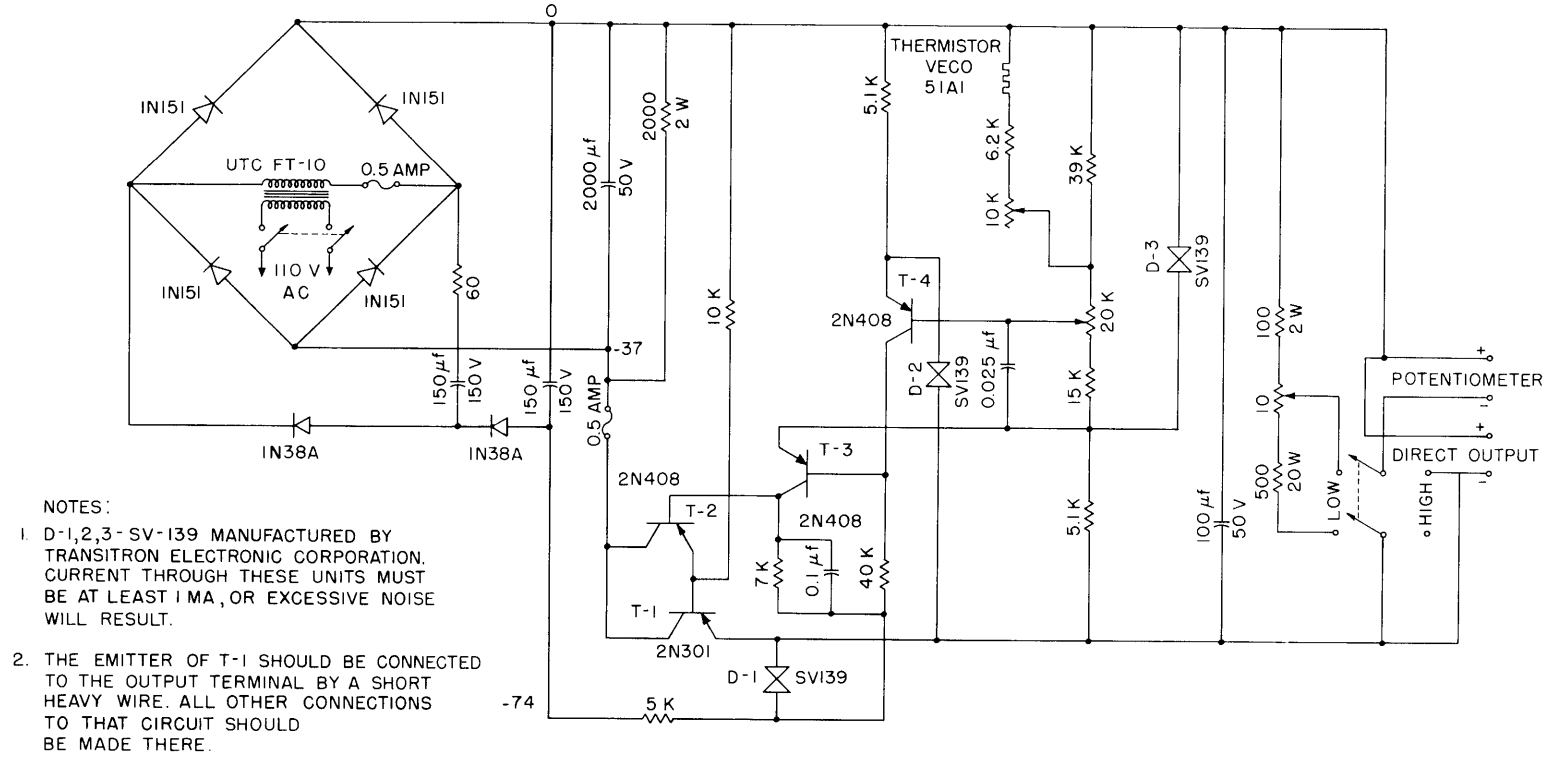 0
THERMISTOR
VECO
51A1
1N151
1N151
UTC FT-10
0.5 AMP
110 V
AC
1N151
1N151
60
2000 µf
50 V
2000
2 W
5.1 K
6.2 K
10 K
39 K
D-3
SV139
10 K
T-4
2N408
20 K
-37
150 µf
150 V
150 µf
150 V
0.5 AMP
D-2
SV139
0.025 µf
15 K
100
2 W
10
500
20 W
POTENTIOMETER
+
-
+
DIRECT OUTPUT
-
LOW
HIGH
1N38A
1N38A
2N408
T-2
T-3
2N408
7 K
0.1 µf
40 K
5.1 K
100 µf
50 V
T-1
2N301
D-1
SV139
-74
5 K
NOTES:
1. D-1,2,3-SV-139 MANUFACTURED BY
TRANSITRON ELECTRONIC CORPORATION.
CURRENT THROUGH THESE UNITS MUST
BE AT LEAST 1 MA, OR EXCESSIVE NOISE
WILL RESULT.
2. THE EMITTER OF T-1 SHOULD BE CONNECTED
TO THE OUTPUT TERMINAL BY A SHORT
HEAVY WIRE. ALL OTHER CONNECTIONS
TO THAT CIRCUIT SHOULD
BE MADE THERE.